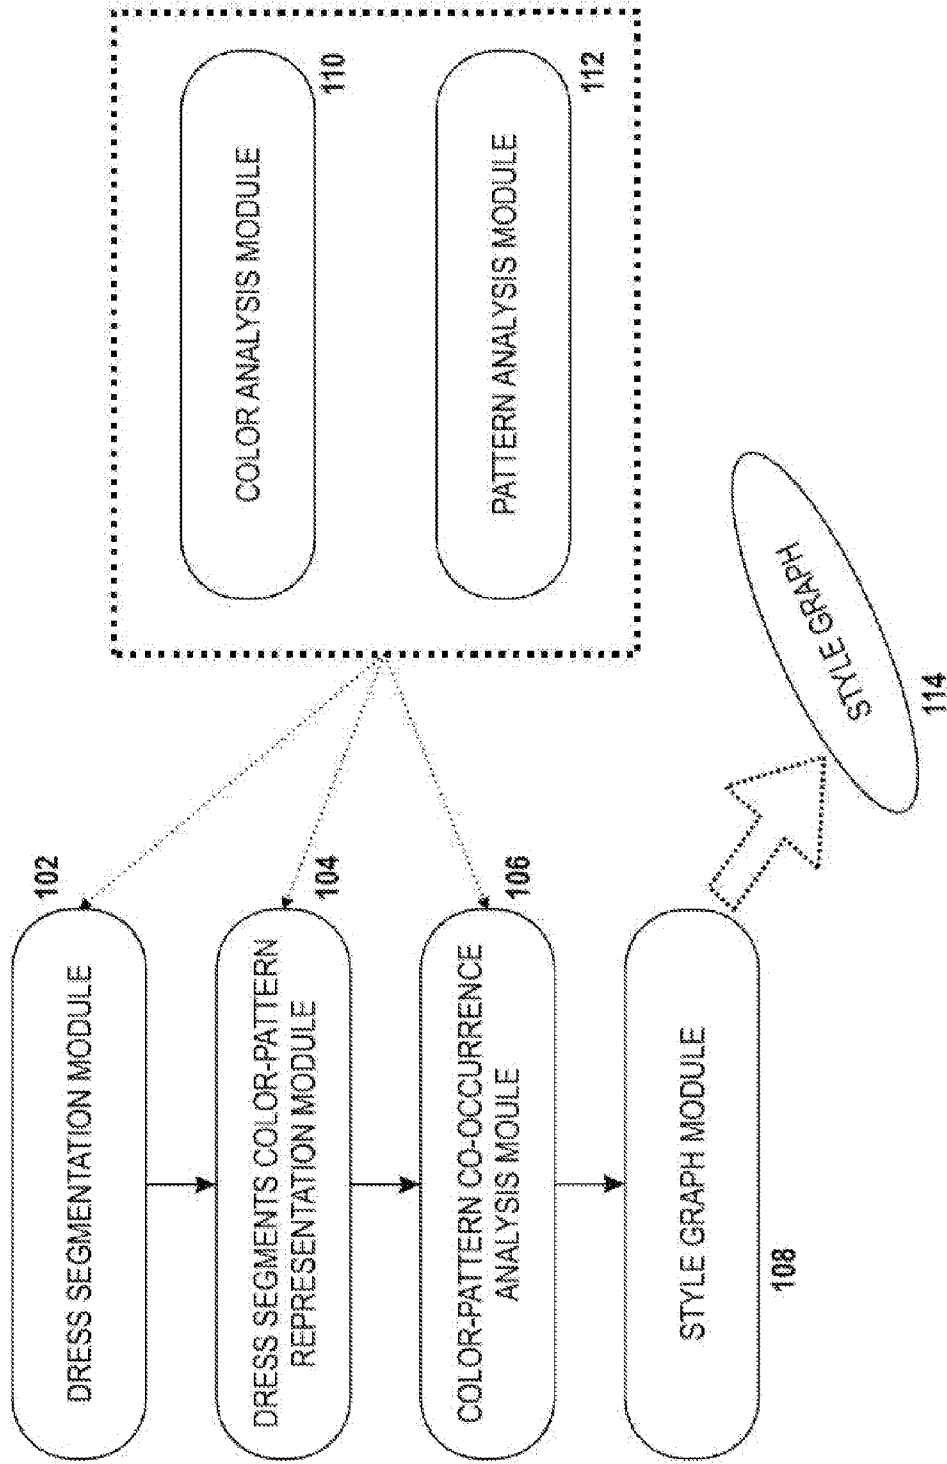 DRESS SEGMENTATION MODULE
102
DRESS SEGMENTS COLOR-PATTERN
REPRESENTATION MODULE
104
COLOR-PATTERN CO-OCCURRENCE
ANALYSIS MOULE
106
STYLE GRAPH MODULE
108
COLOR ANALYSIS MODULE
110
PATTERN ANALYSIS MODULE
112
STYLE GRAPH
114